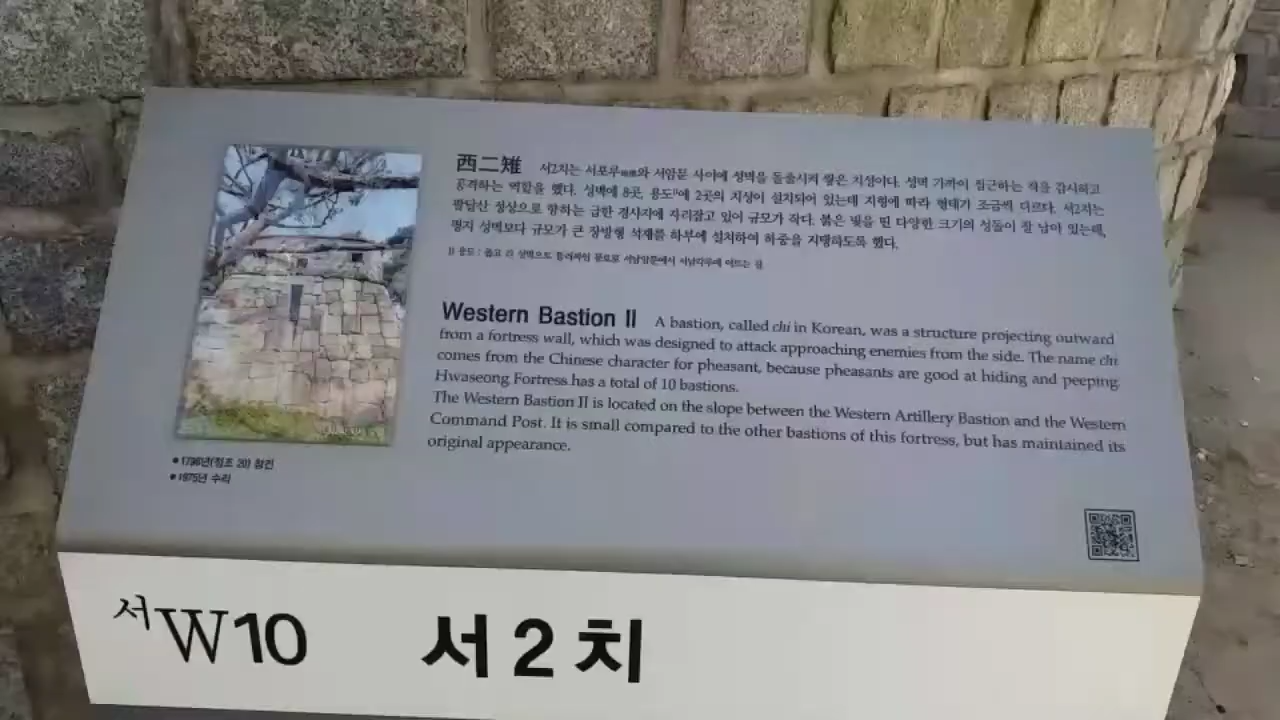 西二雉 서2치는 서포루와 서암문 사이에 성벽을 돌출시켜 쌓은 치성이다. 성벽 가까이 접근하는 적을 감시하고
공격하는 역할을 했다. 성벽에 8곳, 용도에 2곳의 치성이 설치되어 있는데 지형에 따라 형태가 조금씩 다르다. 서2치는
팔달산 정상으로 향하는 급한 경사지에 자리잡고 있어 규모가 작다. 붉은 빛을 띤 다양한 크기의 성돌이 잘 남아 있는데,
평지 성벽보다 규모가 큰 장방형 석재를 하부에 설치하여 하중을 지탱하도록 했다.
Western Bastion II A bastion, called chi in Korean, was a structure projecting outward
from a fortress wall, which was designed to attack approaching enemies from the side. The name chi
comes from the Chinese character for pheasant, because pheasants are good at hiding and peeping.
Hwaseong Fortress has a total of 10 bastions.
The Western Bastion II is located on the slope between the Western Artillery Bastion and the Western
Command Post. It is small compared to the other bastions of this fortress, but has maintained its
original appearance.
●1796년(정조 20) 창건
●1975년 수리
서W10 서2치